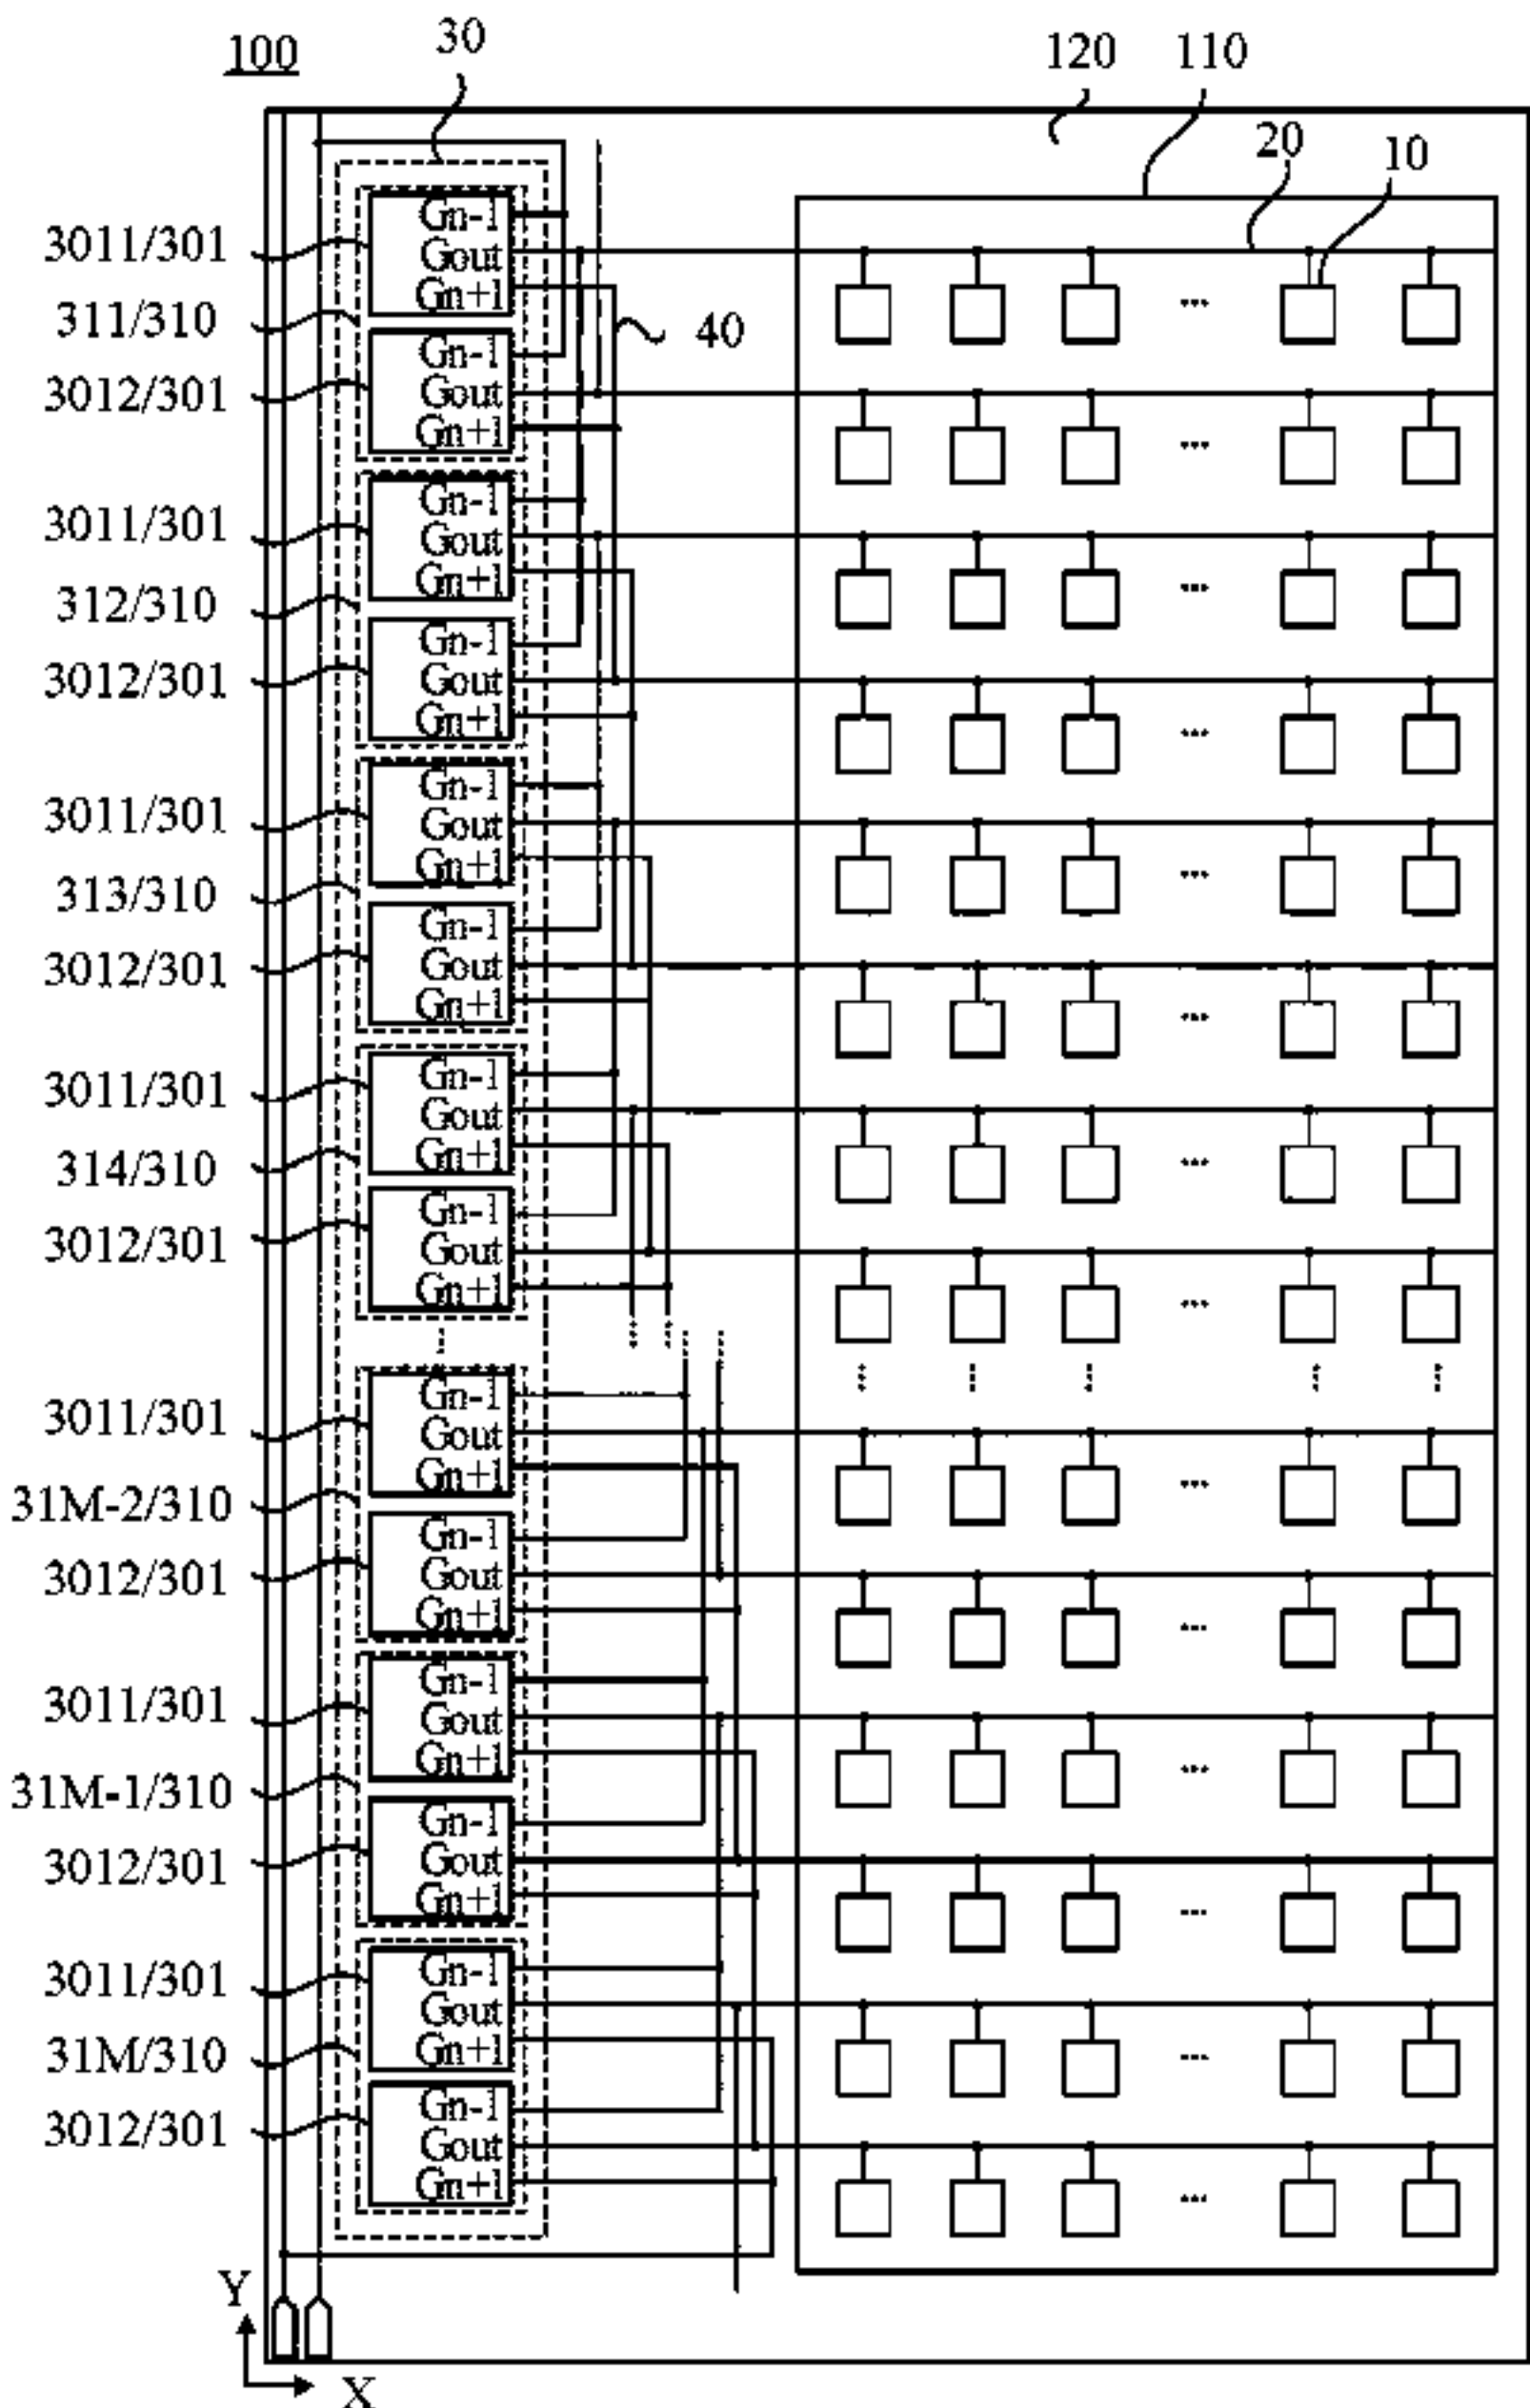 100
30
120
110
20
10
3011/301
Gn-1
Gout
Gn+1
311/310
40
3012/301
Gn-1
Gout
Gn+1
...
...
3011/301
Gn-1
Gout
Gn+1
312/310
...
3012/301
Gn-1
Gout
Gn+1
...
3011/301
Gn-1
Gout
Gn+1
313/310
...
3012/301
Gn-1
Gout
Gn+1
...
3011/301
Gn-1
Gout
Gn+1
314/310
...
3012/301
Gn-1
Gout
Gn+1
...
3011/301
Gn-1
Gout
Gn+1
31M-2/310
...
3012/301
Gn-1
Gout
Gn+1
...
3011/301
Gn-1
Gout
Gn+1
31M-1/310
...
3012/301
Gn-1
Gout
Gn+1
...
3011/301
Gn-1
Gout
Gn+1
31M/310
...
3012/301
Gn-1
Gout
Gn+1
...
Y
X